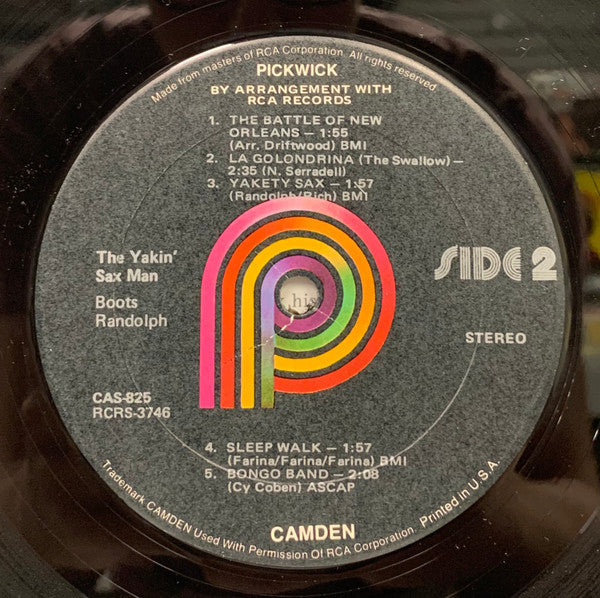 Made from masters of RCA Corporation. All rights reserved
PICKWICK
BY ARRANGEMENT WITH
RCA RECORDS
1. THE BATTLE OF NEW
ORLEANS — 1:55
(Arr. Driftwood) BMI
2. LA GOLONDRINA (The Swallow) —
2:35 (N. Serradell)
3. YAKETY SAX — 1:57
(Randolph/Rich) BMI
The Yakin'
Sax Man
Boots
Randolph
SIDE 2
his
STEREO
CAS-825
RCRS-3746
4. SLEEP WALK — 1:57
(Farina/Farina/Farina) BMI
5. BONGO BAND — 2:08
(Cy Coben) ASCAP
CAMDEN
Trademark CAMDEN Used With Permission Of RCA Corporation. Printed in U.S.A.